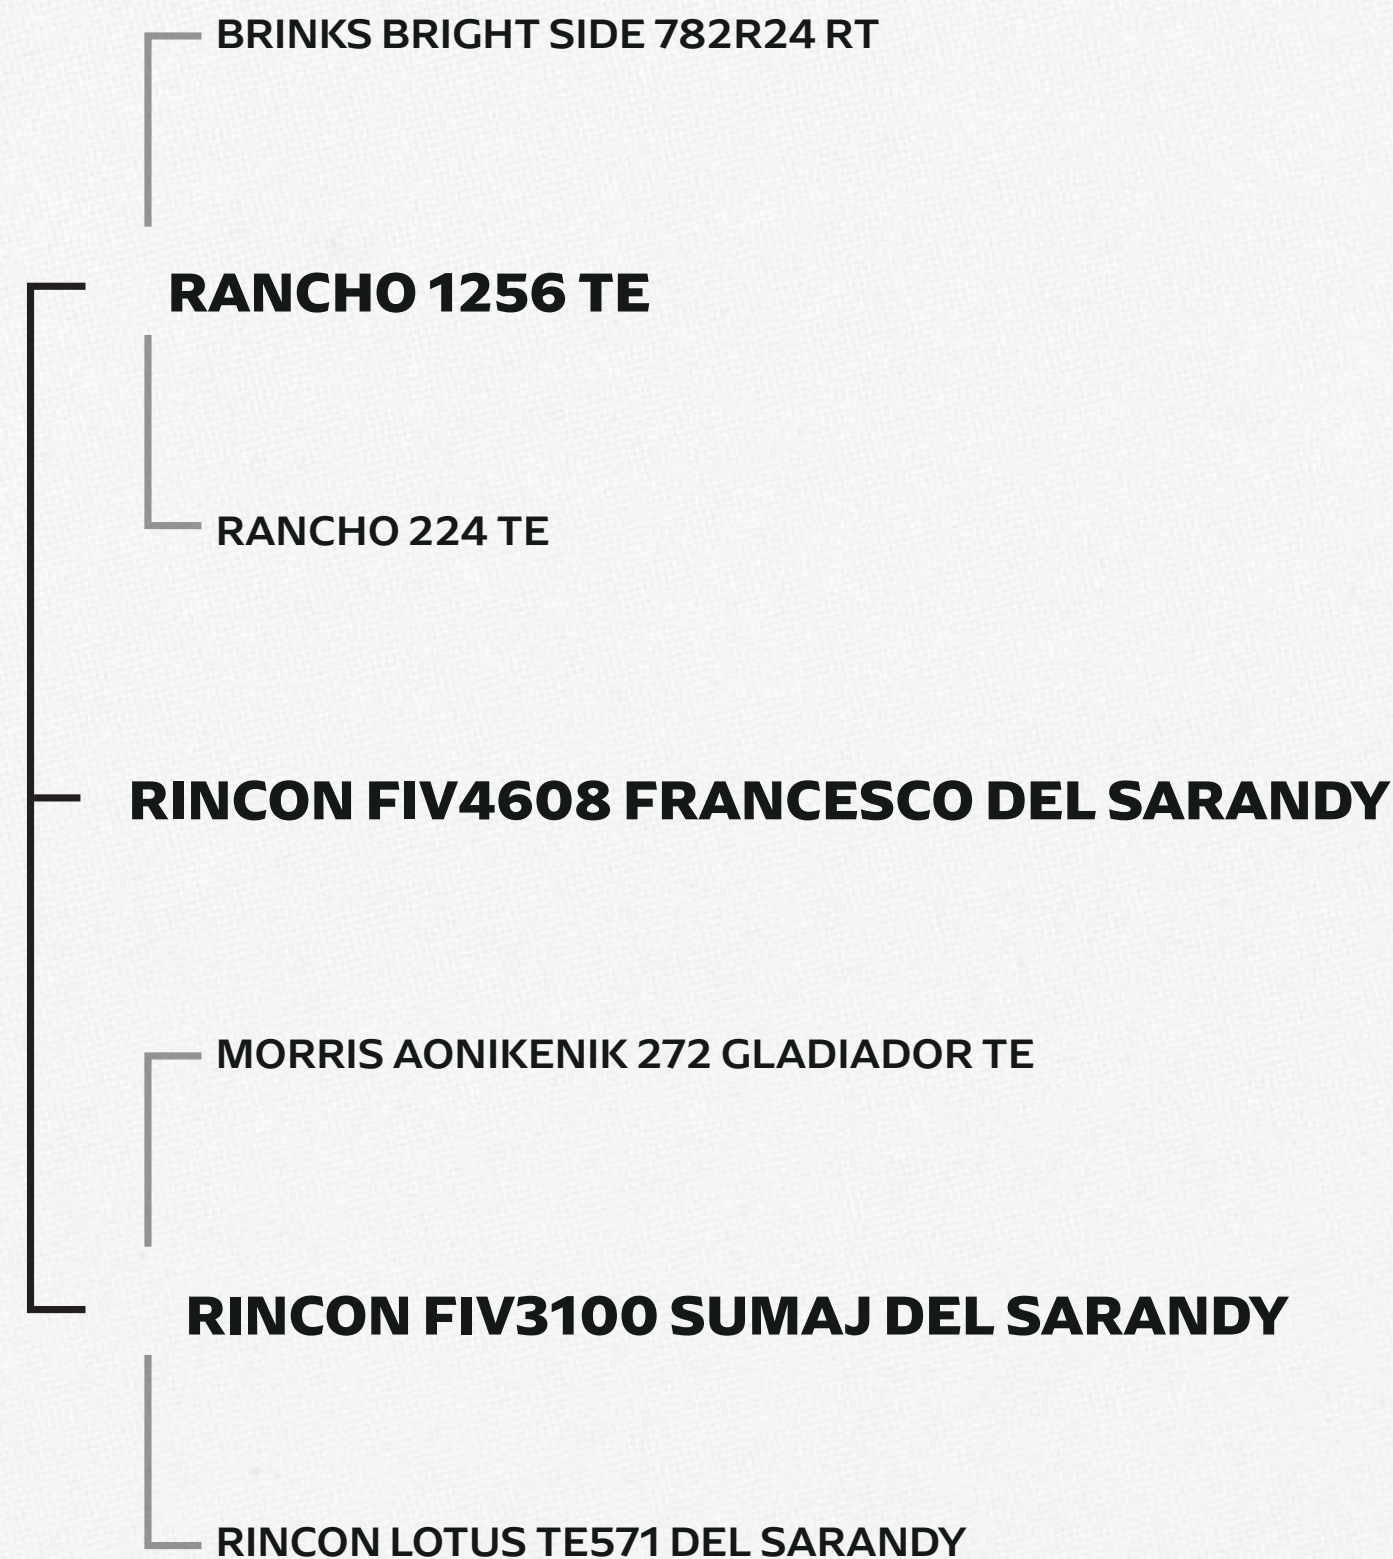 BRINKS BRIGHT SIDE 782R24 RT
RANCHO 1256 TE
RANCHO 224 TE
RINCON FIV4608 FRANCESCO DEL SARANDY
MORRIS AONIKENIK 272 GLADIADOR TE
RINCON FIV3100 SUMAJ DEL SARANDY
RINCON LOTUS TE571 DEL SARANDY